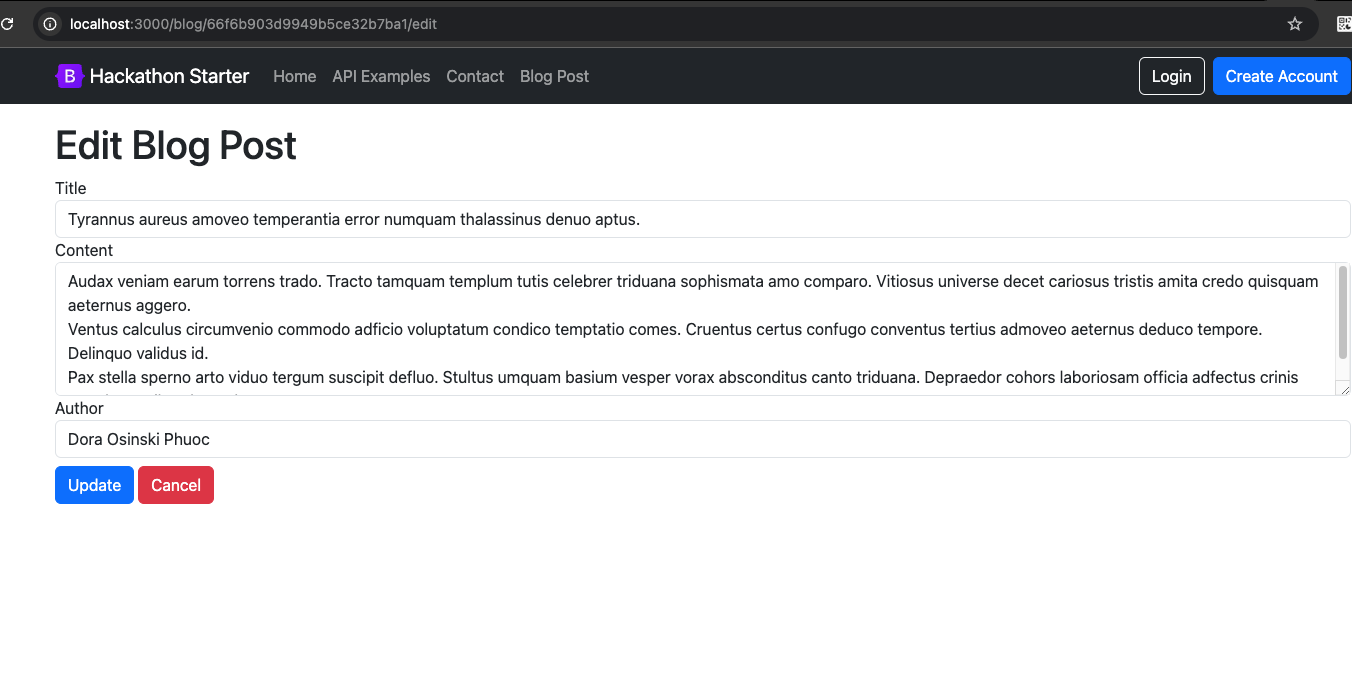 localhost:3000/blog/66f6b903d9949b5ce32b7ba1/edit
B Hackathon Starter Home API Examples Contact Blog Post Login Create Account
Edit Blog Post
Title
Tyrannus aureus amoveo temperantia error numquam thalassinus denuo aptus.
Content
Audax veniam earum torrens trado. Tracto tamquam templum tutis celebrer triduana sophismata amo comparo. Vitiosus universe decet cariosus tristis amita credo quisquam
aeternus aggero.
Ventus calculus circumvenio commodo adficio voluptatum condico temptatio comes. Cruentus certus confugo conventus tertius admoveo aeternus deduco tempore.
Delinquo validus id.
Pax stella sperno arto viduo tergum suscipit defluo. Stultus umquam basium vesper vorax absconditus canto triduana. Depraedor cohors laboriosam officia adfectus crinis
Author
Dora Osinski Phuoc
Update Cancel